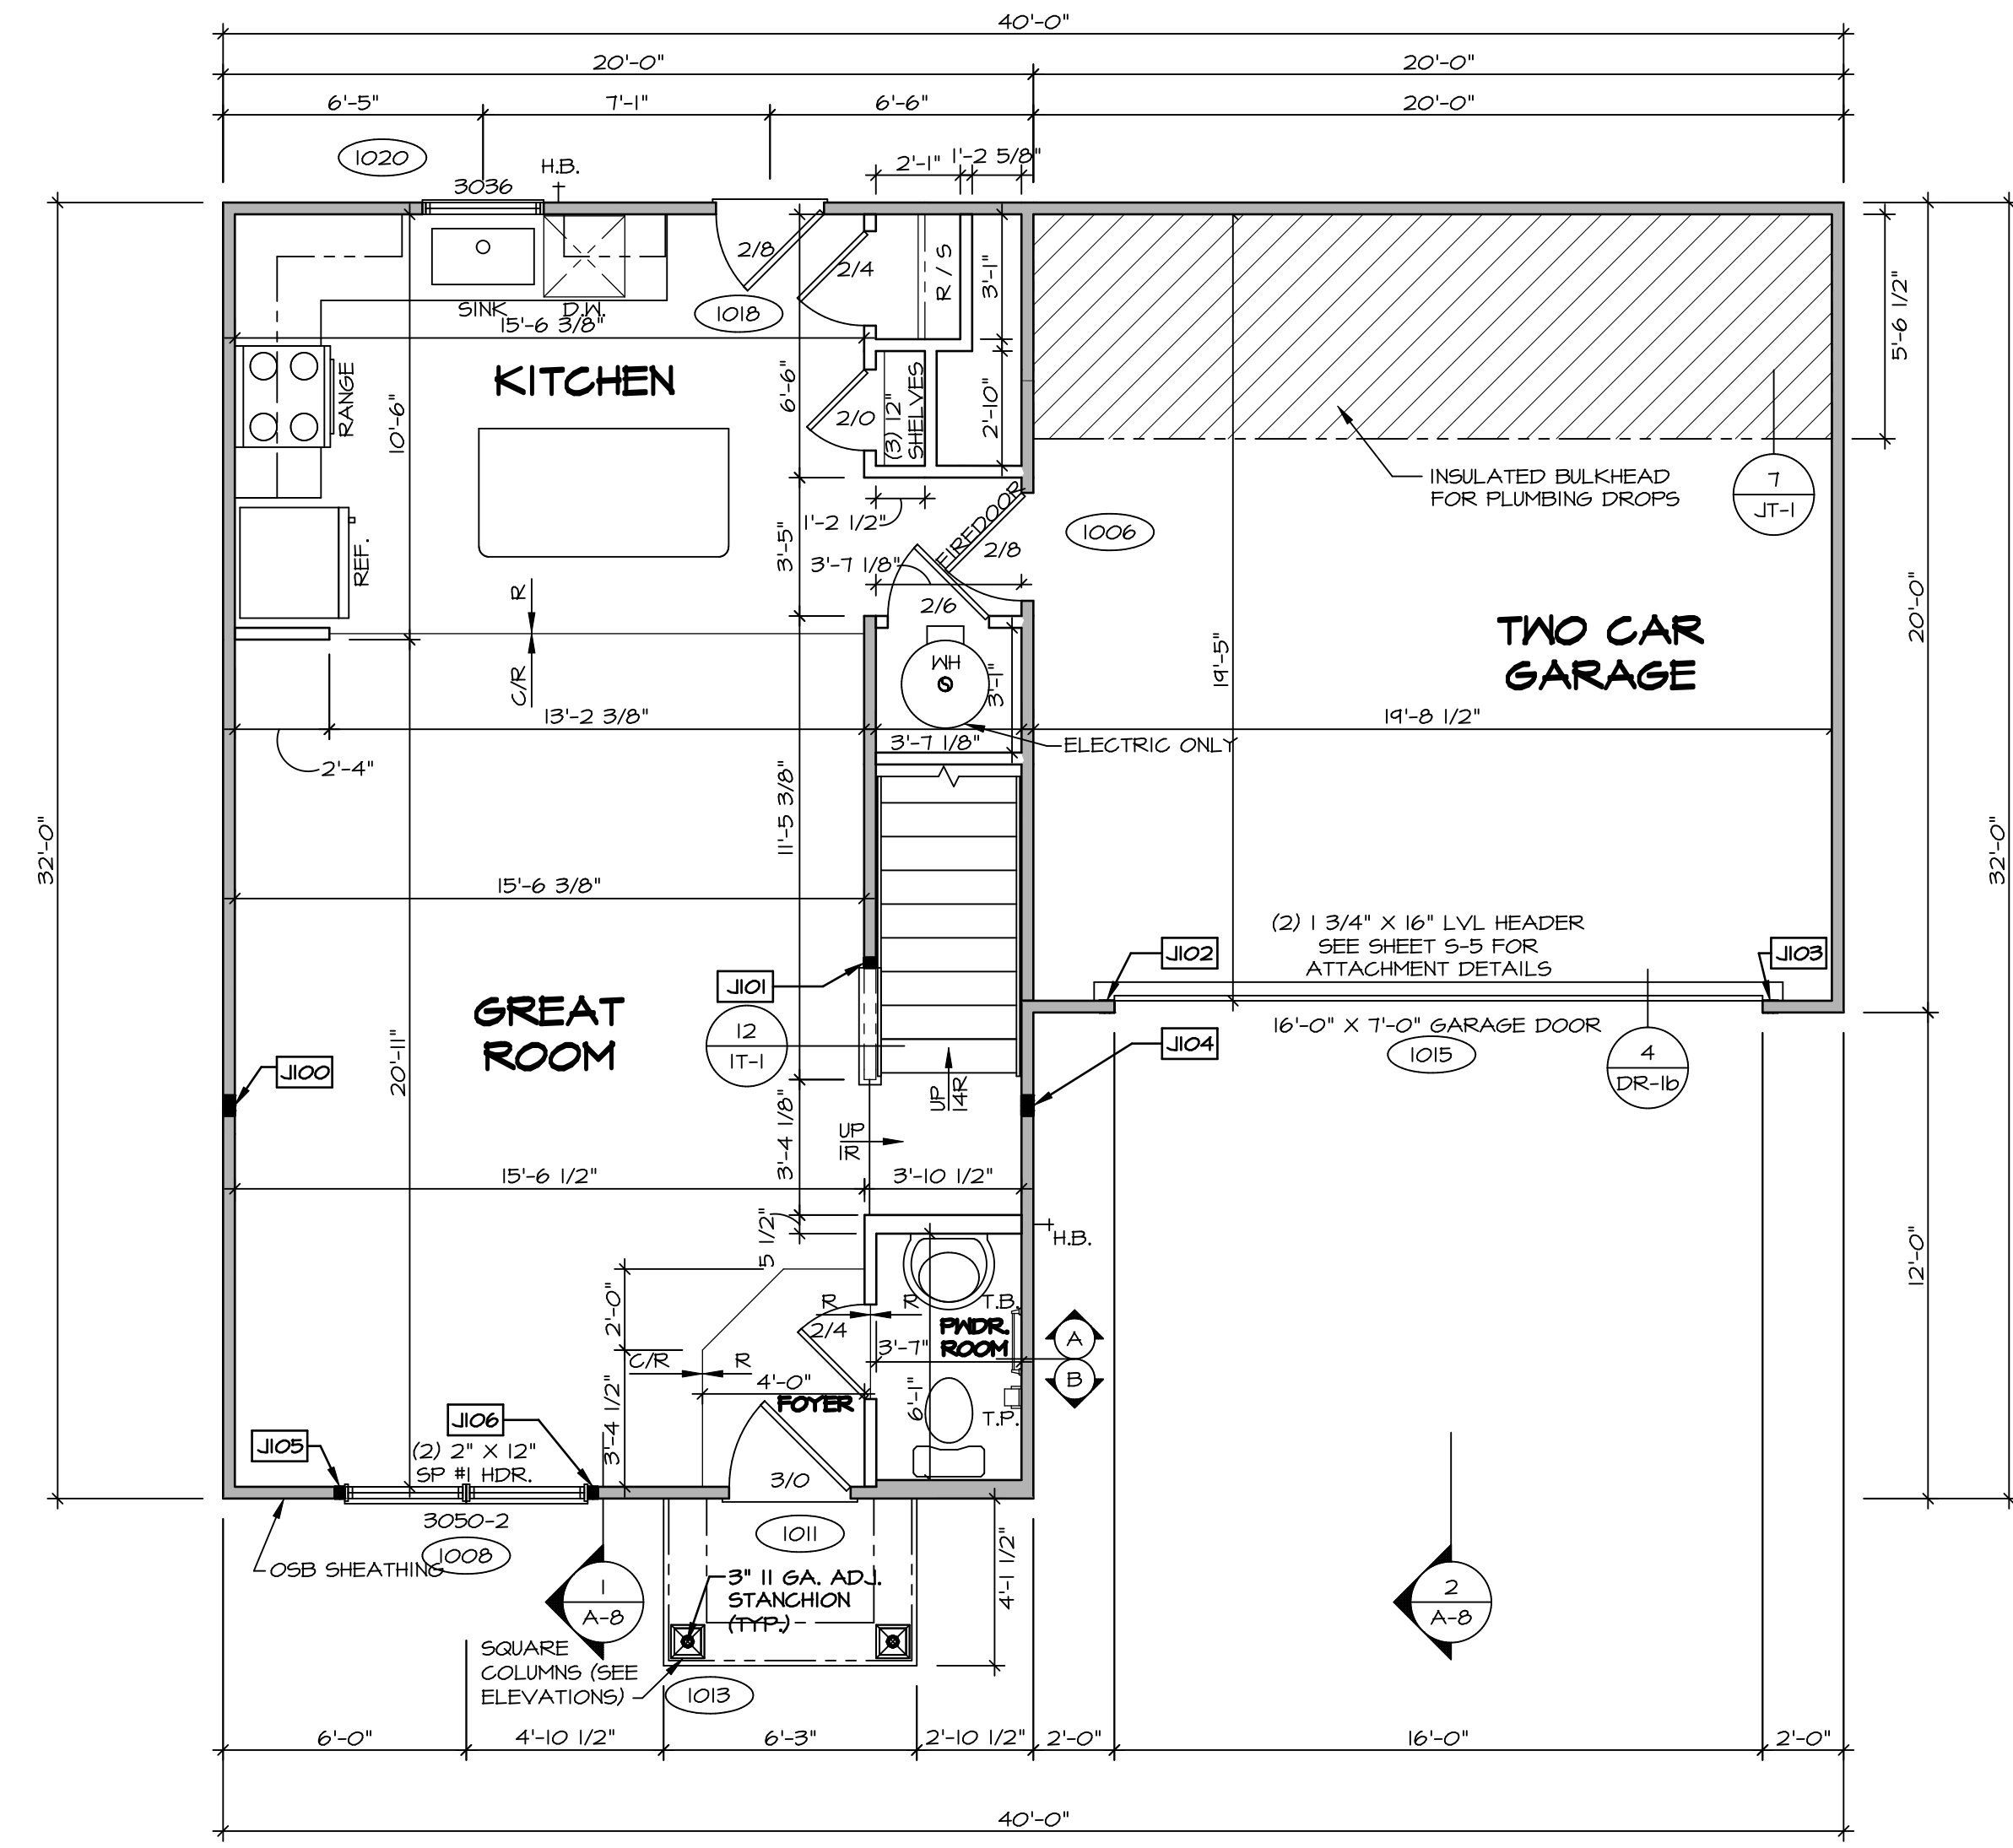 40'-0"
20'-0" 20'-0"
6'-5" 7'-1" 6'-6" 20'-0"
1020
H.B.
2'-1" 1'-2 5/8"
3036
2/8
2/4
R / S
3'-1"
5'-6 1/2"
SINK D.W.
1018
15'-6 3/8"
RANGE
KITCHEN
10'-6"
6'-6"
2/0
(3) 12"
SHELVES
2'-10"
INSULATED BULKHEAD
FOR PLUMBING DROPS
7
JT-1
REF.
1'-2 1/2"
FIREDOOR
1006
3'-5"
3'-7 1/8"
2/8
2/6
R
C/R
TWO CAR
GARAGE
20'-0"
19'-5"
WH
3'-1"
13'-2 3/8"
19'-8 1/2"
3'-7 1/8"
ELECTRIC ONLY
2'-4"
11'-5 3/8"
32'-0"
32'-0"
15'-6 3/8"
(2) 1 3/4" X 16" LVL HEADER
SEE SHEET S-5 FOR
ATTACHMENT DETAILS
J102
J103
J101
GREAT
ROOM
12
1T-1
16'-0" X 7'-0" GARAGE DOOR
1015
4
DR-16
J104
J100
20'-11"
UP
14R
UP
1R
3'-4 1/8"
15'-6 1/2"
3'-10 1/2"
5 1/2"
H.B.
12'-0"
2'-0"
R R
T.B.
2/4
PWDR.
ROOM
3'-7"
A
B
C/R R
4'-0"
FOYER
6'-1"
T.P.
3'-4 1/2"
J106
J105
(2) 2" X 12"
SP #1 HDR.
3/0
3050-2
1008
OSB SHEATHING
1011
1
A-8
3" 11 GA. ADJ.
STANCHION
(TYP.)
4'-1 1/2"
2
A-8
SQUARE
COLUMNS (SEE
ELEVATIONS)
1013
6'-0" 4'-10 1/2" 6'-3" 2'-10 1/2" 2'-0" 16'-0" 2'-0"
40'-0"